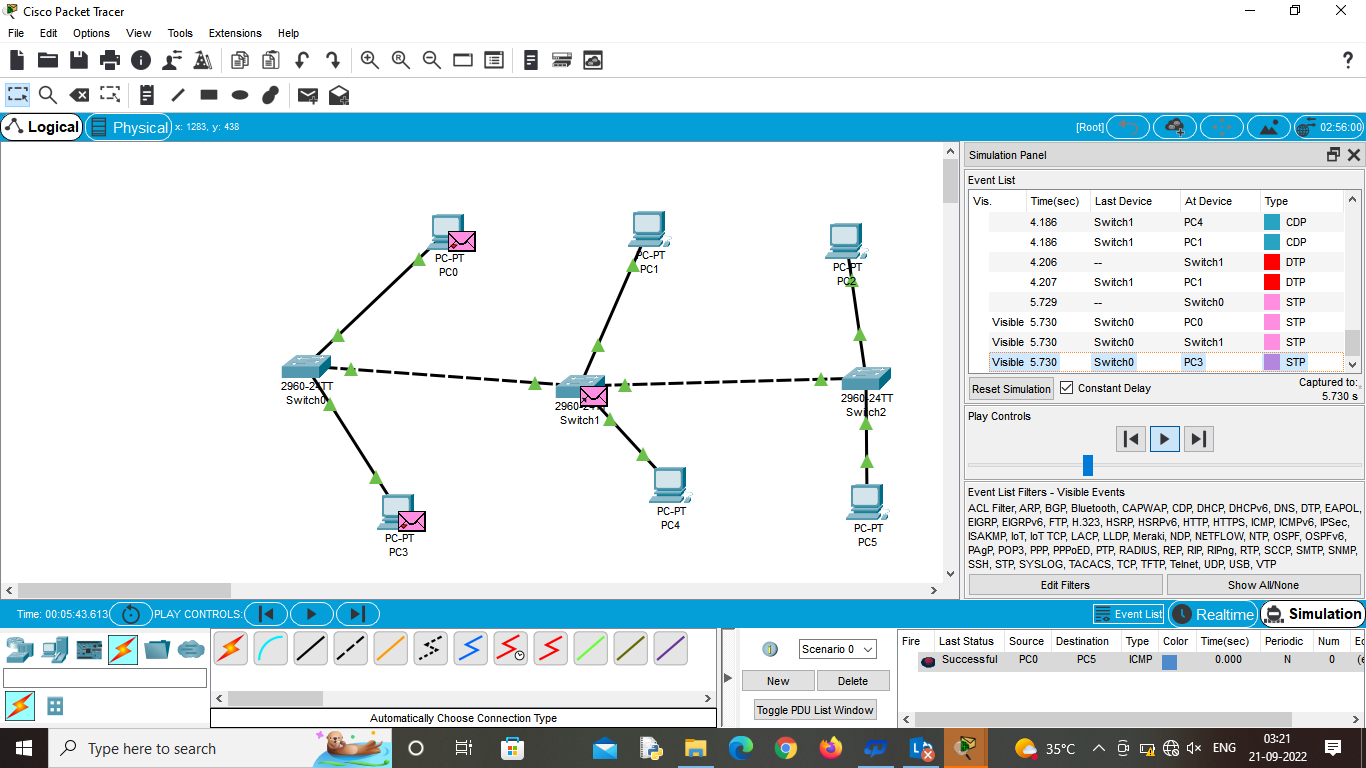 Cisco Packet Tracer
File Edit Options View Tools Extensions Help
?
Logical Physical x: 1283, y: 438 [Root] 02:56:00
PC-PT
PC0
PC-PT
PC1
PC-PT
PC2
2960-24TT
Switch0
Switch1
2960-24TT
Switch2
PC-PT
PC3
PC-PT
PC4
PC-PT
PC5
Simulation Panel
Event List
Vis. Time(sec) Last Device At Device Type
4.186 Switch1 PC4 CDP
4.186 Switch1 PC1 CDP
4.206 -- Switch1 DTP
4.207 Switch1 PC1 DTP
5.729 -- Switch0 STP
Visible 5.730 Switch0 PC0 STP
Visible 5.730 Switch0 Switch1 STP
Visible 5.730 Switch0 PC3 STP
Reset Simulation Constant Delay Captured to:
5.730 s
Play Controls
Event List Filters - Visible Events
ACL Filter, ARP, BGP, Bluetooth, CAPWAP, CDP, DHCP, DHCPv6, DNS, DTP, EAPOL,
EIGRP, EIGRPv6, FTP, H.323, HSRP, HSRPv6, HTTP, HTTPS, ICMP, ICMPv6, IPSec,
ISAKMP, IoT, IoT TCP, LACP, LLDP, Meraki, NDP, NETFLOW, NTP, OSPF, OSPFv6,
PAgP, POP3, PPP, PPPoED, PTP, RADIUS, REP, RIP, RIPng, RTP, SCCP, SMTP, SNMP,
SSH, STP, SYSLOG, TACACS, TCP, TFTP, Telnet, UDP, USB, VTP
Edit Filters Show All/None
Time: 00:05:43.613 PLAY CONTROLS: Event List Realtime Simulation
Automatically Choose Connection Type
Scenario 0
New Delete
Toggle PDU List Window
Fire Last Status Source Destination Type Color Time(sec) Periodic Num
Successful PC0 PC5 ICMP 0.000 N 0
Type here to search
35°C ENG 03:21
21-09-2022